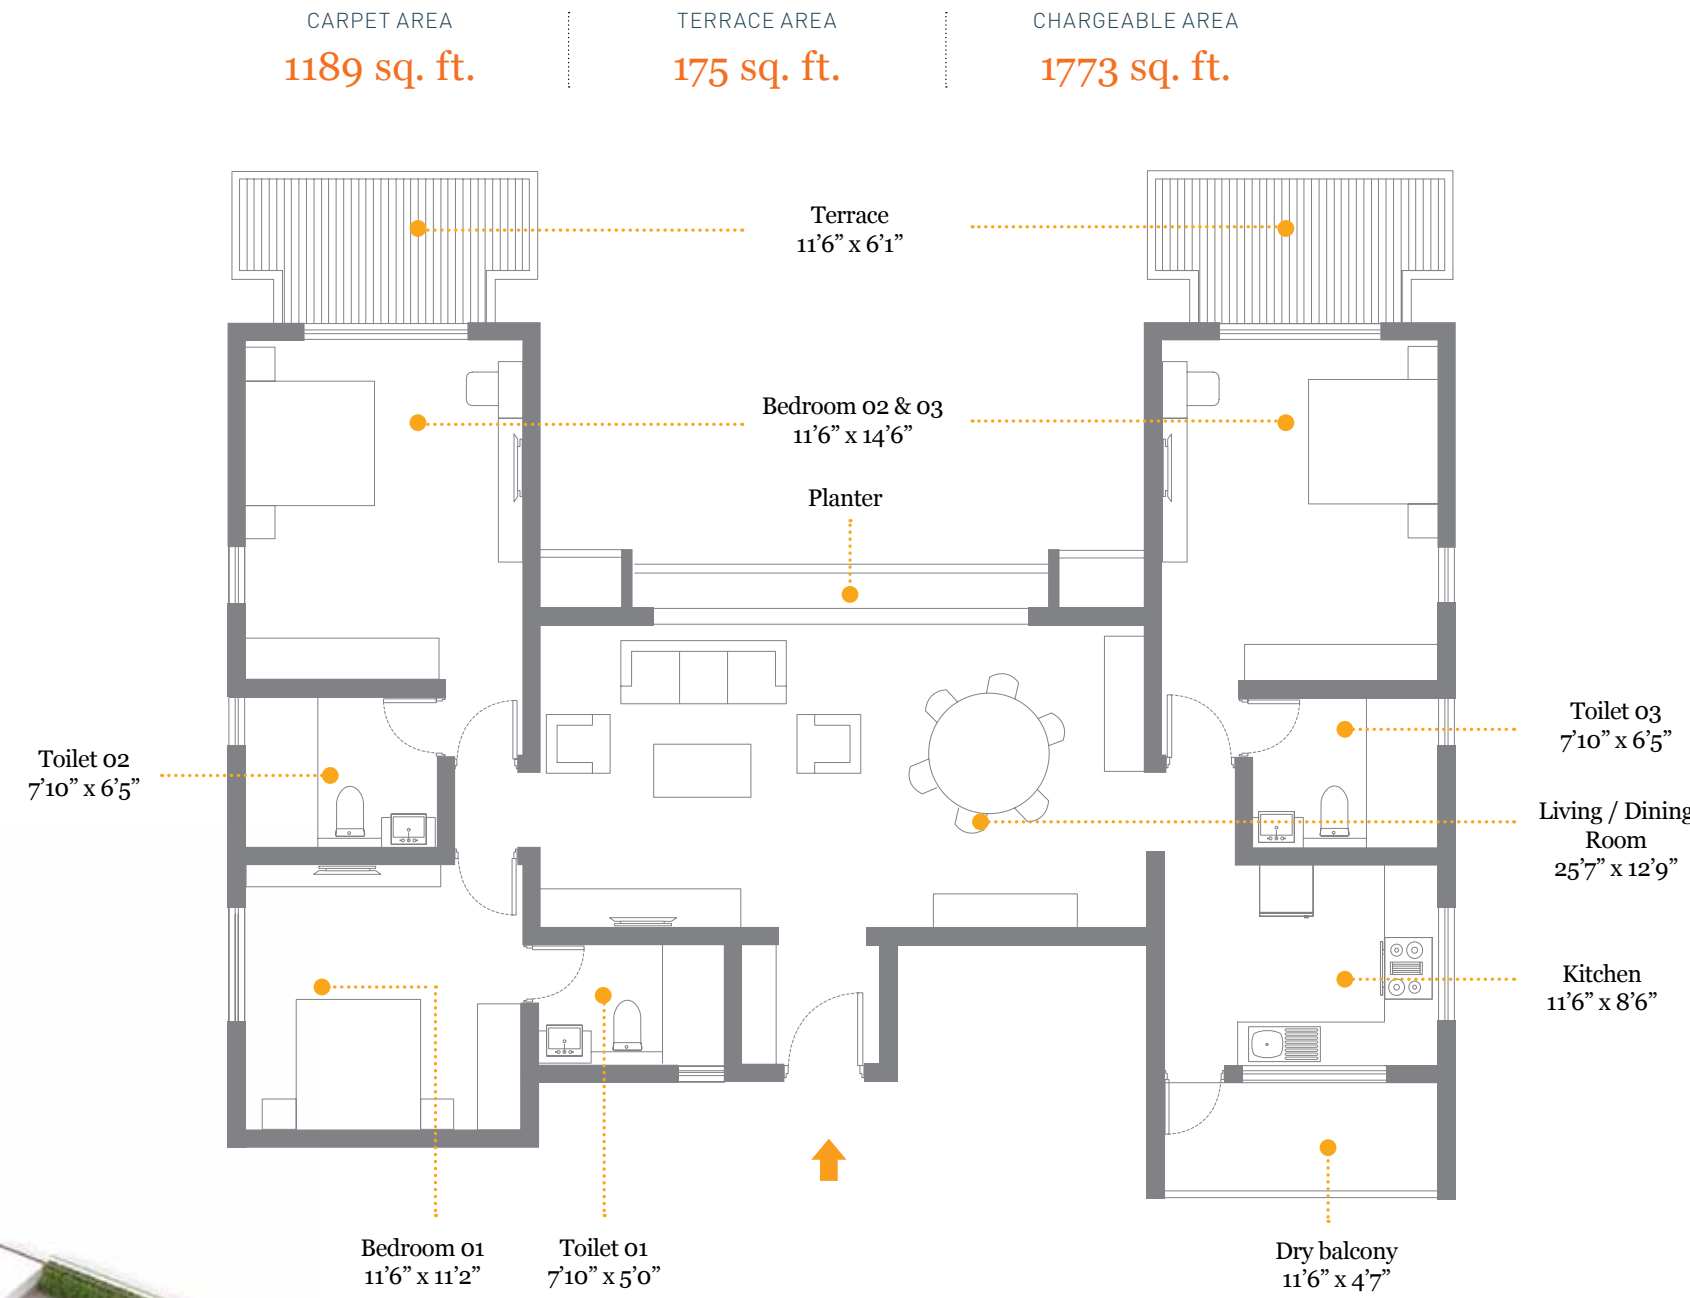 CARPET AREA
1189 sq. ft.
TERRACE AREA
175 sq. ft.
CHARGEABLE AREA
1773 sq. ft.
Terrace
11’6” x 6’1”
Bedroom 02 & 03
11’6” x 14’6”
Planter
Toilet 02
7’10” x 6’5”
Toilet 03
7’10” x 6’5”
Living / Dining
Room
25’7” x 12’9”
Kitchen
11’6” x 8’6”
Bedroom 01
11’6” x 11’2”
Toilet 01
7’10” x 5’0”
Dry balcony
11’6” x 4’7”